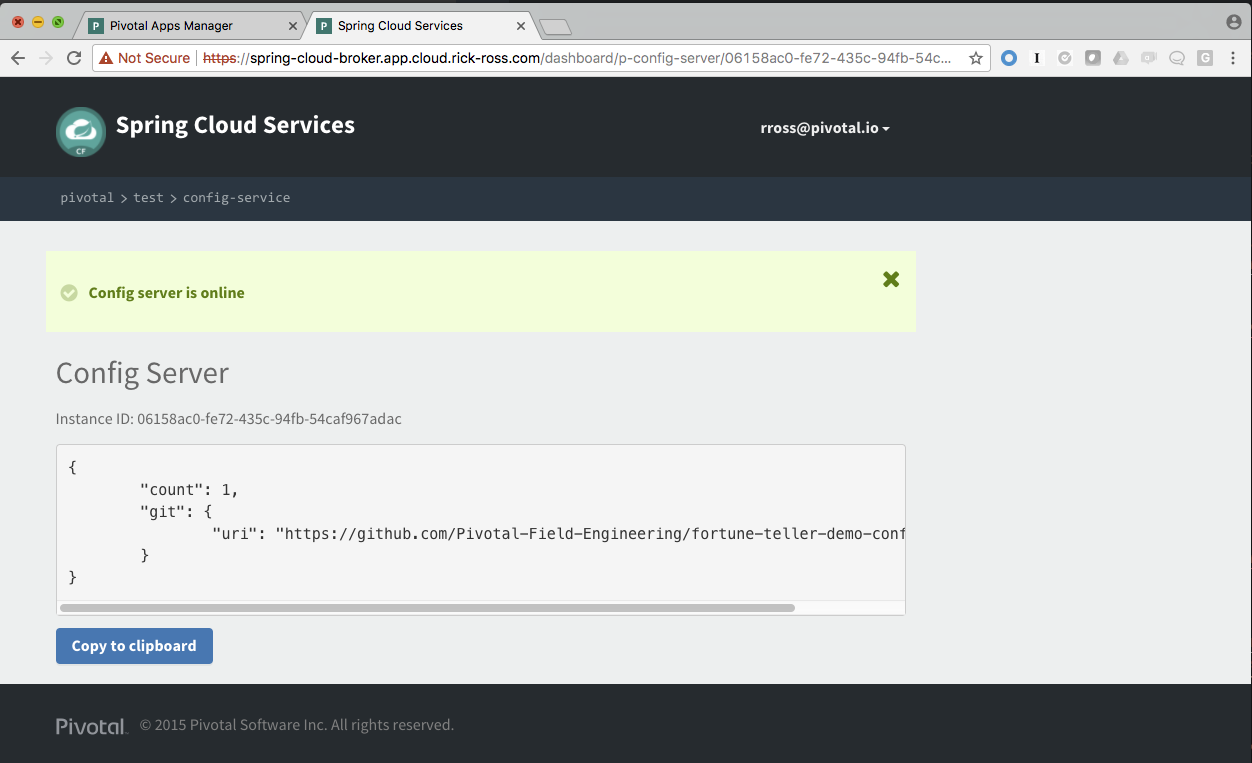 Pivotal Apps Manager
Spring Cloud Services
Not Secure https://spring-cloud-broker.app.cloud.rick-ross.com/dashboard/p-config-server/06158ac0-fe72-435c-94fb-54c...
CF
Spring Cloud Services
rross@pivotal.io
pivotal > test > config-service
Config server is online
Config Server
Instance ID: 06158ac0-fe72-435c-94fb-54caf967adac
{
"count": 1,
"git": {
"uri": "https://github.com/Pivotal-Field-Engineering/fortune-teller-demo-conf
}
}
Copy to clipboard
Pivotal © 2015 Pivotal Software Inc. All rights reserved.